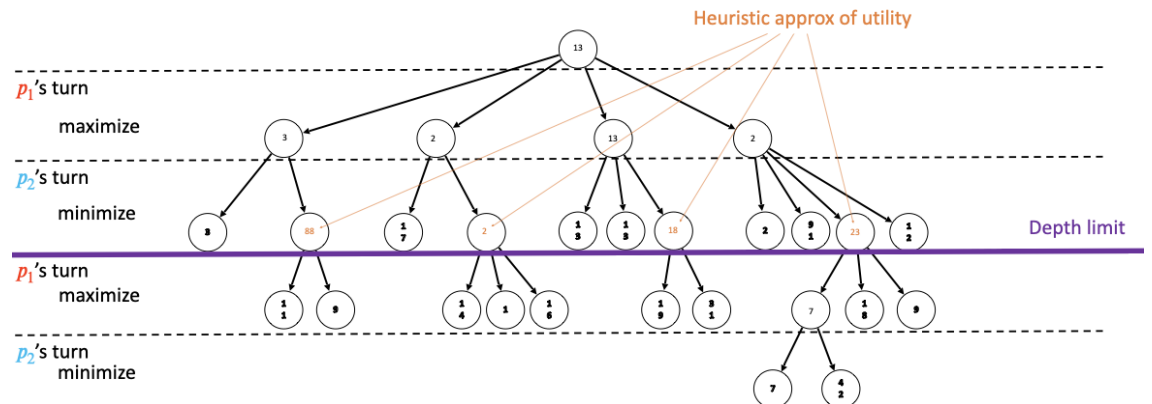 Heuristic approx of utility
13
p₁'s turn
maximize
3
2
13
2
p₂'s turn
minimize
3
88
17
2
13
13
18
2
91
23
12
Depth limit
p₁'s turn
maximize
11
9
14
1
16
19
31
7
18
9
p₂'s turn
minimize
7
42